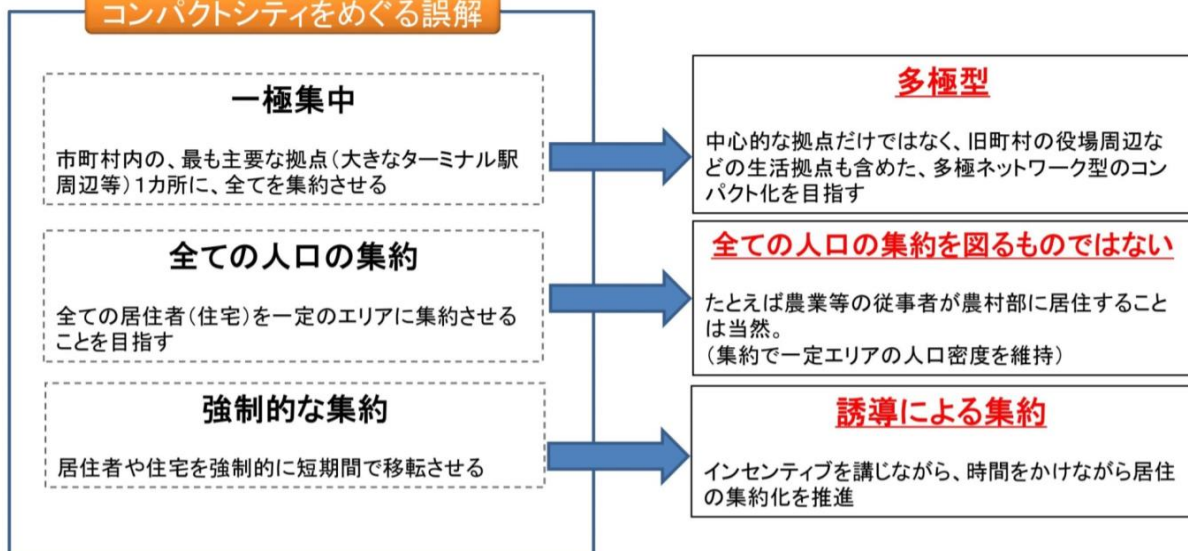 コンパクトシティをめぐる誤解
一極集中
市町村内の、最も主要な拠点(大きなターミナル駅
周辺等)1カ所に、全てを集約させる
多極型
中心的な拠点だけではなく、旧町村の役場周辺な
どの生活拠点も含めた、多極ネットワーク型のコン
パクト化を目指す
全ての人口の集約
全ての居住者(住宅)を一定のエリアに集約させる
ことを目指す
全ての人口の集約を図るものではない
たとえば農業等の従事者が農村部に居住すること
は当然。
(集約で一定エリアの人口密度を維持)
強制的な集約
居住者や住宅を強制的に短期間で移転させる
誘導による集約
インセンティブを講じながら、時間をかけながら居住
の集約化を推進